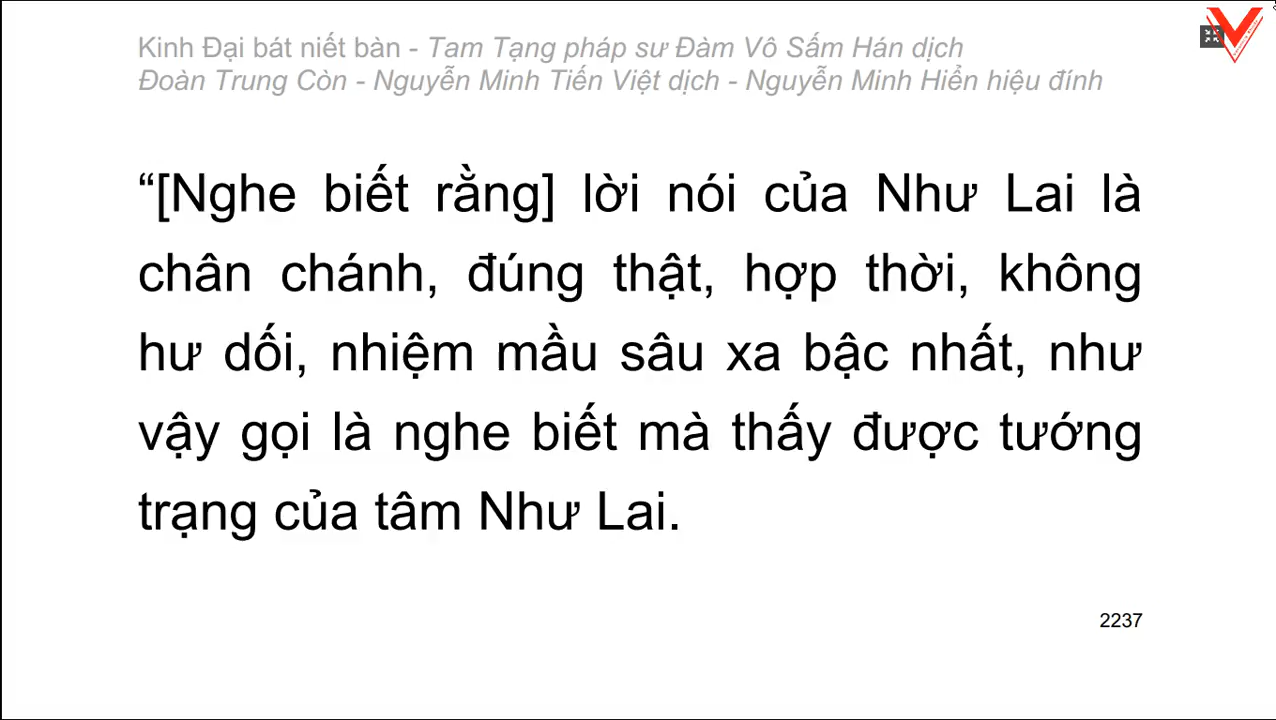 Kinh Đại bát niết bàn - Tam Tạng pháp sư Đàm Vô Sấm Hán dịch
Đoàn Trung Còn - Nguyễn Minh Tiến Việt dịch - Nguyễn Minh Hiển hiệu đính
“[Nghe biết rằng] lời nói của Như Lai là
chân chánh, đúng thật, hợp thời, không
hư dối, nhiệm mầu sâu xa bậc nhất, như
vậy gọi là nghe biết mà thấy được tướng
trạng của tâm Như Lai.
2237